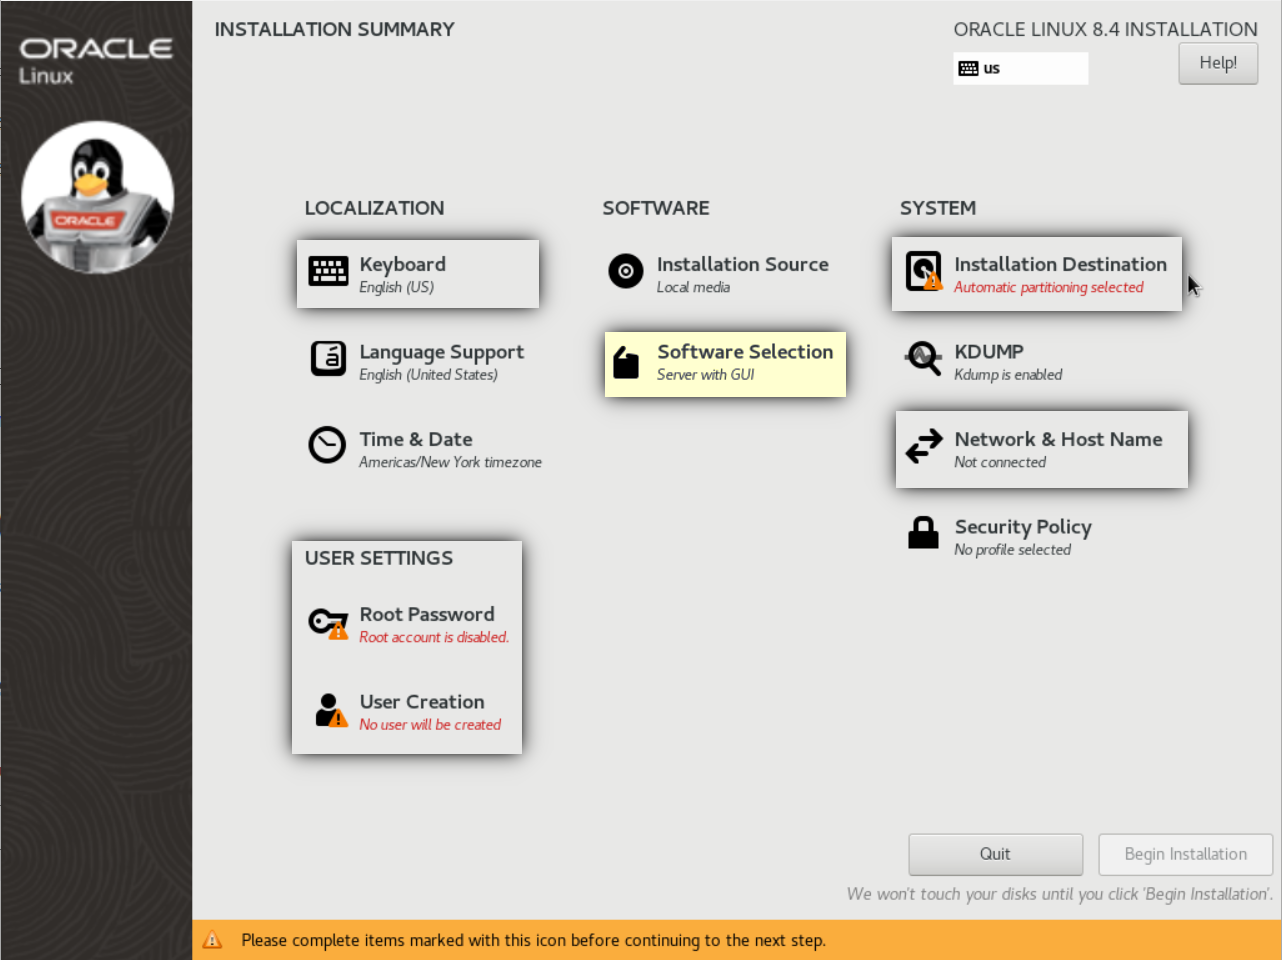 ORACLE
Linux
ORACLE
INSTALLATION SUMMARY
ORACLE LINUX 8.4 INSTALLATION
us
Help!
LOCALIZATION
Keyboard
English (US)
Language Support
English (United States)
Time & Date
Americas/New York timezone
USER SETTINGS
Root Password
Root account is disabled.
User Creation
No user will be created
SOFTWARE
Installation Source
Local media
Software Selection
Server with GUI
SYSTEM
Installation Destination
Automatic partitioning selected
KDUMP
Kdump is enabled
Network & Host Name
Not connected
Security Policy
No profile selected
Quit
Begin Installation
We won't touch your disks until you click 'Begin Installation'.
Please complete items marked with this icon before continuing to the next step.